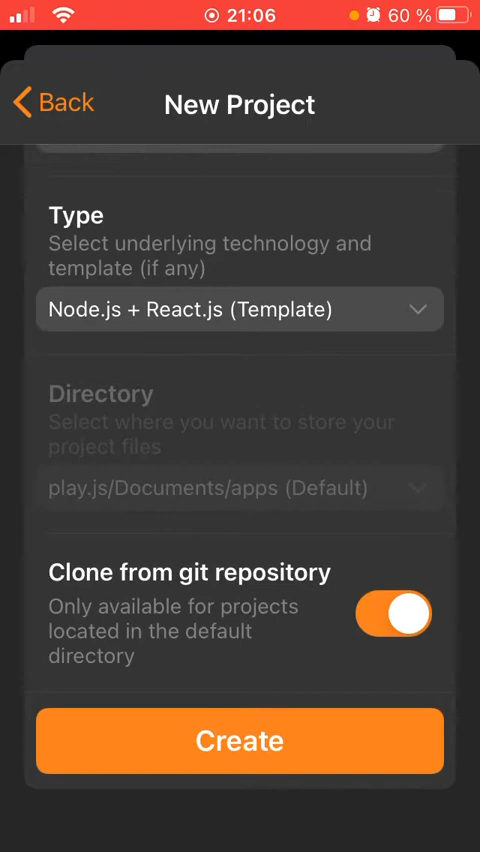 21:06
60 %
Back
New Project
Type
Select underlying technology and
template (if any)
Node.js + React.js (Template)
Directory
Select where you want to store your
project files
play.js/Documents/apps (Default)
Clone from git repository
Only available for projects
located in the default
directory
Create